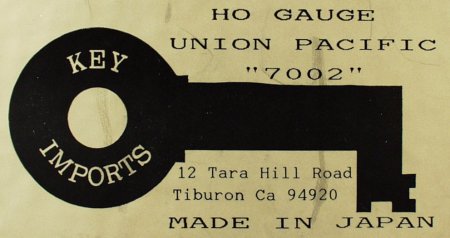 HO GAUGE
UNION PACIFIC
"7002"
KEY
IMPORTS
12 Tara Hill Road
Tiburon Ca 94920
MADE IN JAPAN